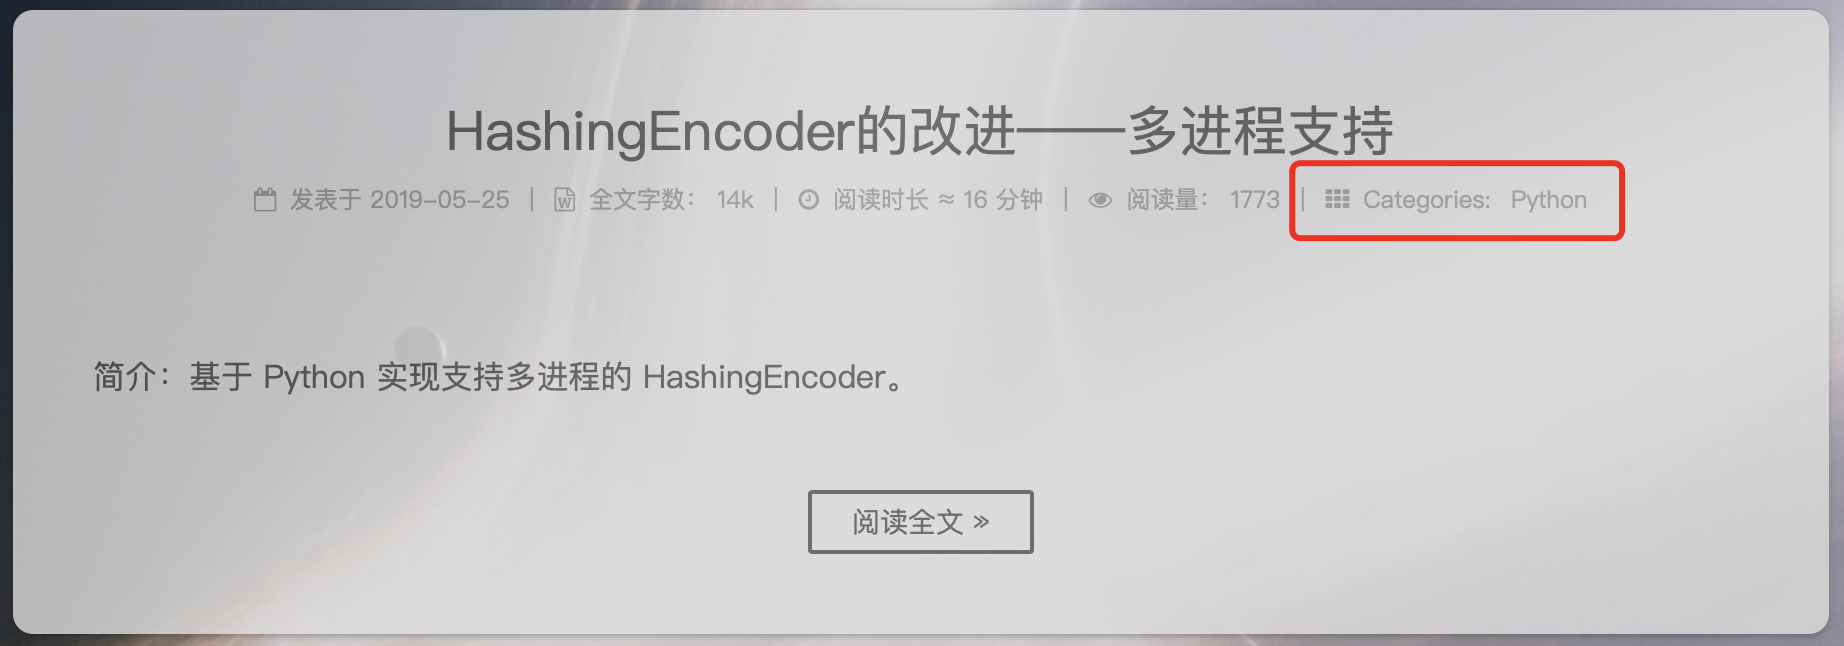 HashingEncoder的改进——多进程支持
发表于 2019-05-25 | 全文字数： 14k | 阅读时长 ≈ 16 分钟 | 阅读量： 1773 | Categories: Python
简介：基于 Python 实现支持多进程的 HashingEncoder。
阅读全文 »